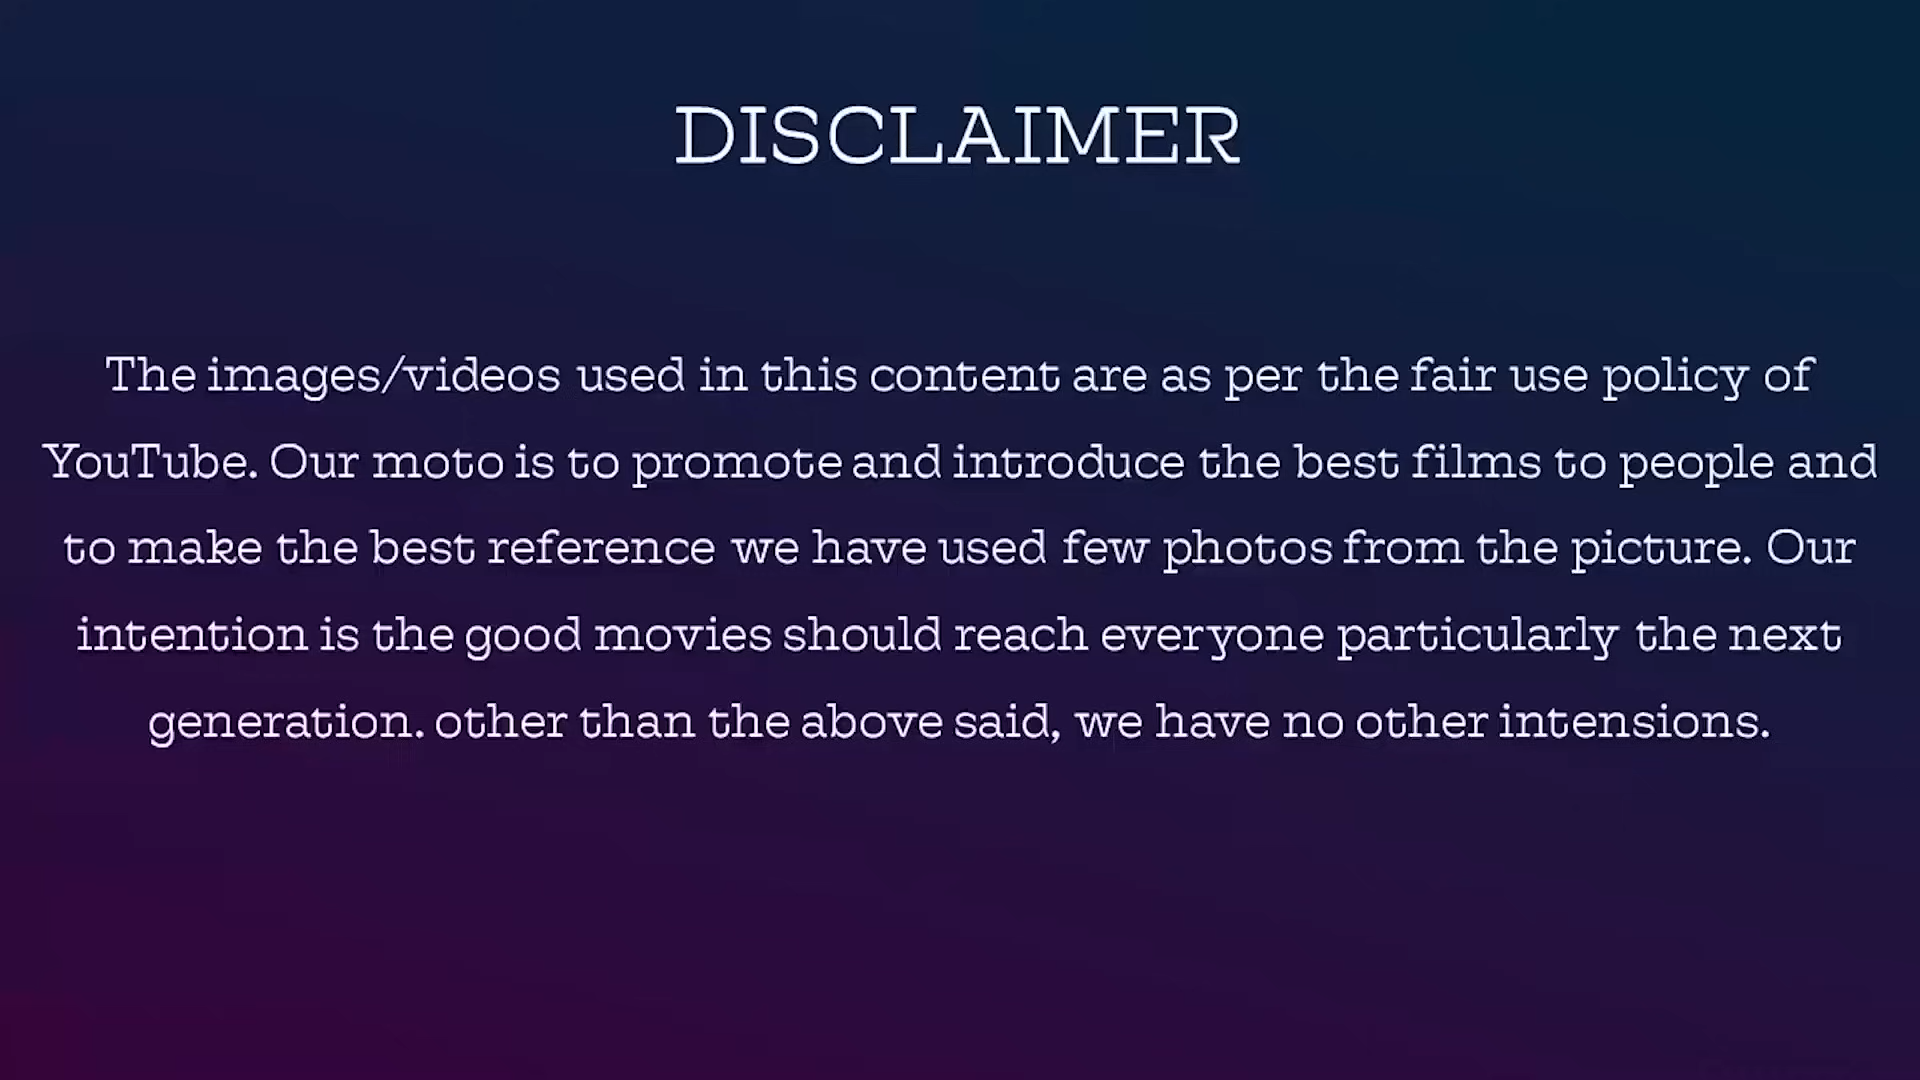 DISCLAIMER
The images/videos used in this content are as per the fair use policy of
YouTube. Our moto is to promote and introduce the best films to people and
to make the best reference we have used few photos from the picture. Our
intention is the good movies should reach everyone particularly the next
generation. other than the above said, we have no other intensions.